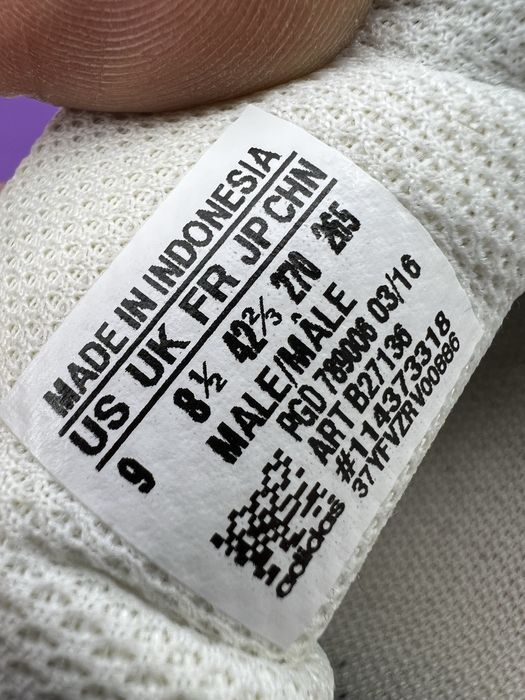 MADE IN INDONESIA
US UK FR JP CHN
9 8½ 42⅔ 270 265
MALE/MÂLE
PGD 789006 03/16
ART B27136
#114373318
37YFVZRV00886
adidas